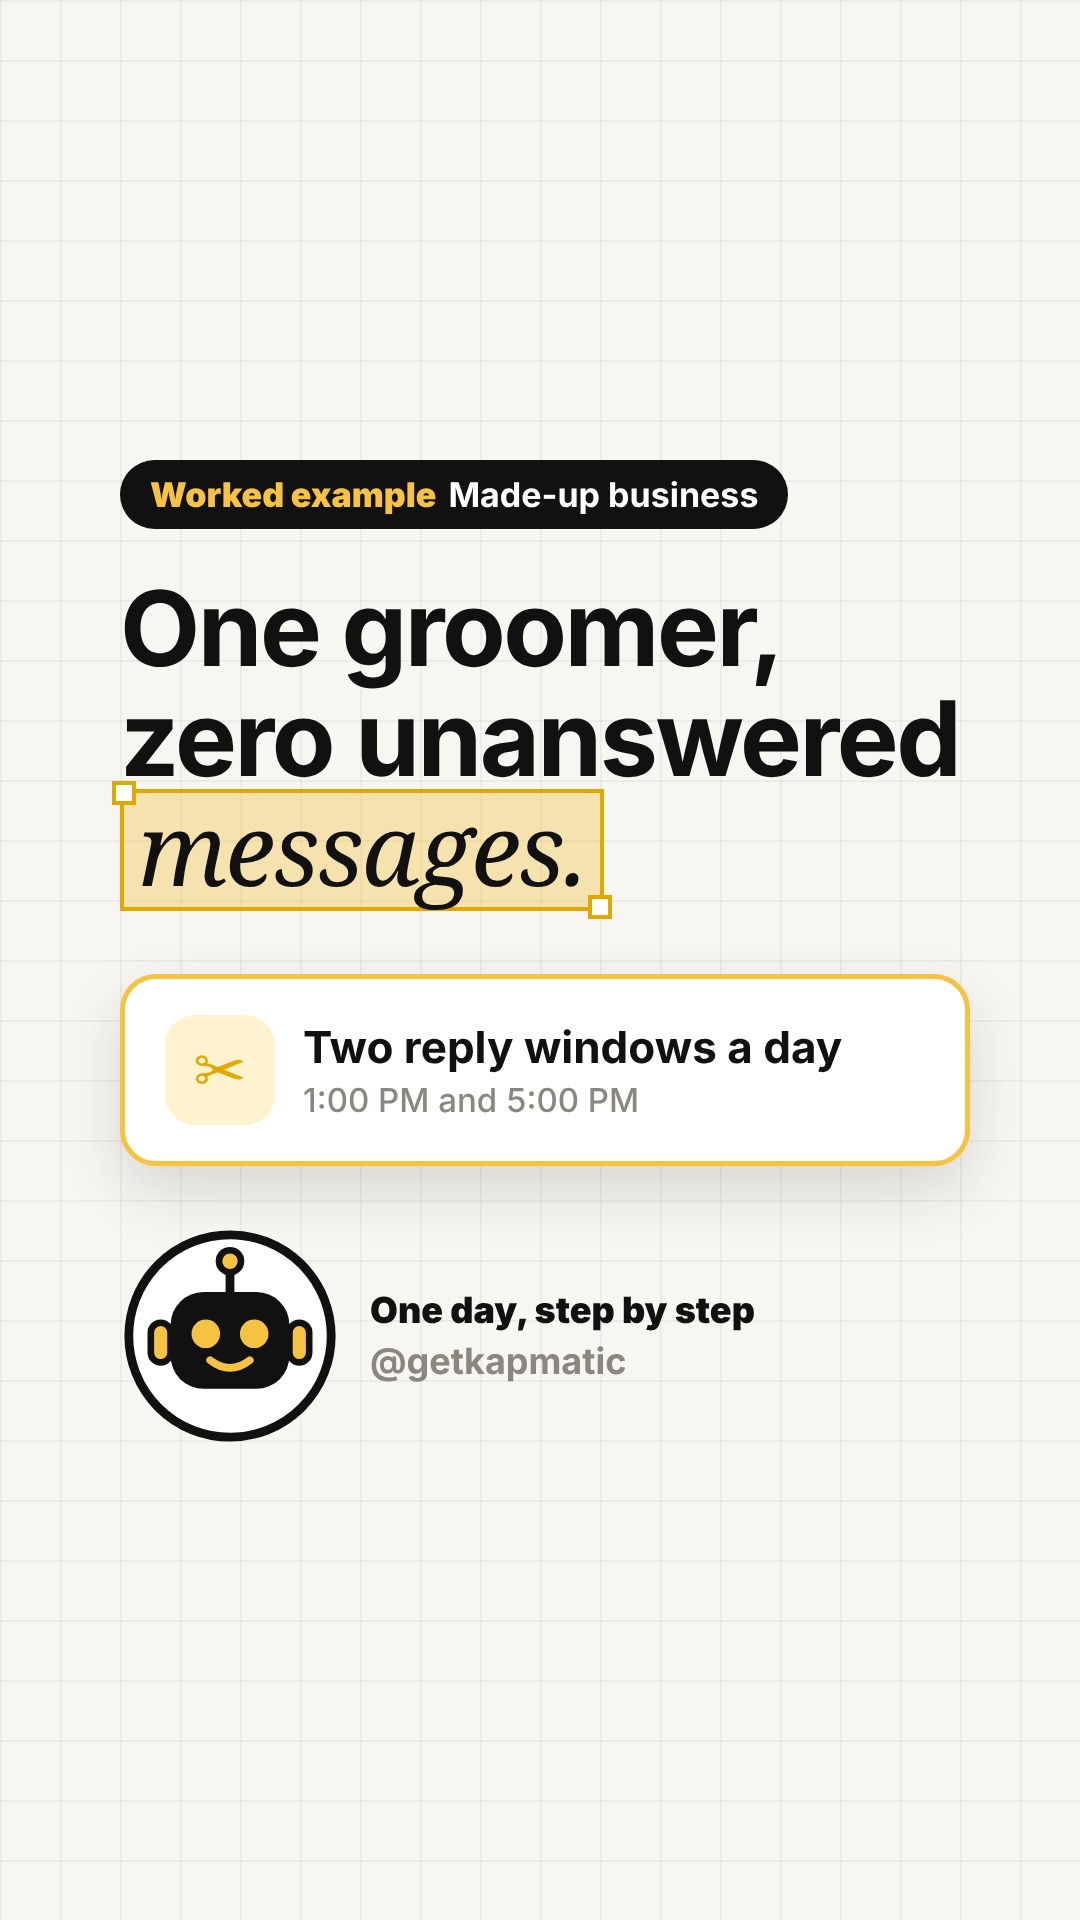 Worked example Made-up business
One groomer,
zero unanswered
messages.
Two reply windows a day
1:00 PM and 5:00 PM
One day, step by step
@getkapmatic